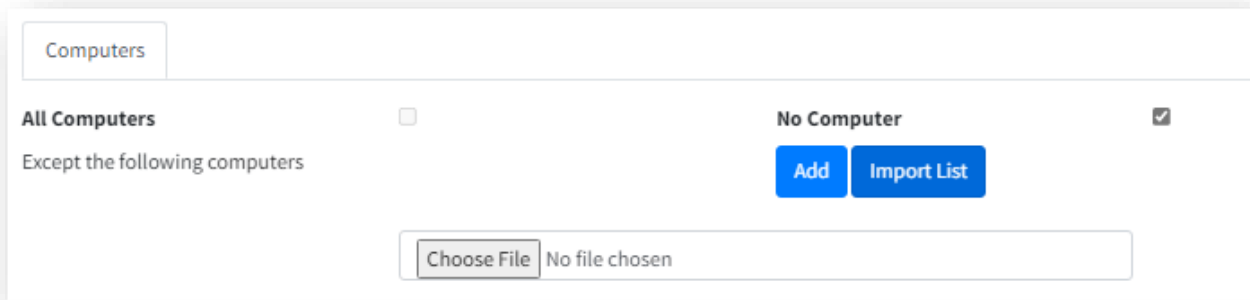 Computers
All Computers No Computer
Except the following computers Add Import List
Choose File No file chosen